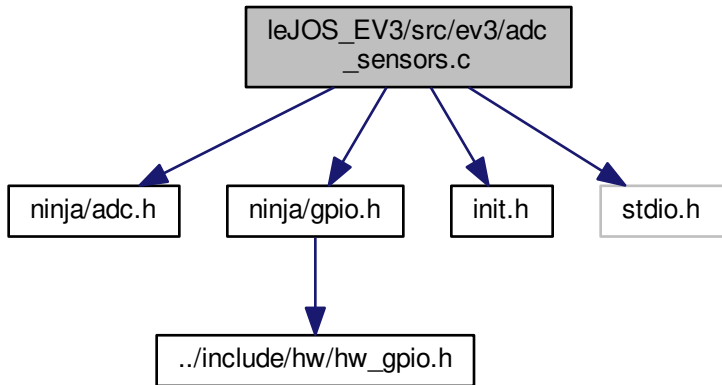 leJOS_EV3/src/ev3/adc
_sensors.c
ninja/adc.h
ninja/gpio.h
init.h
stdio.h
../include/hw/hw_gpio.h